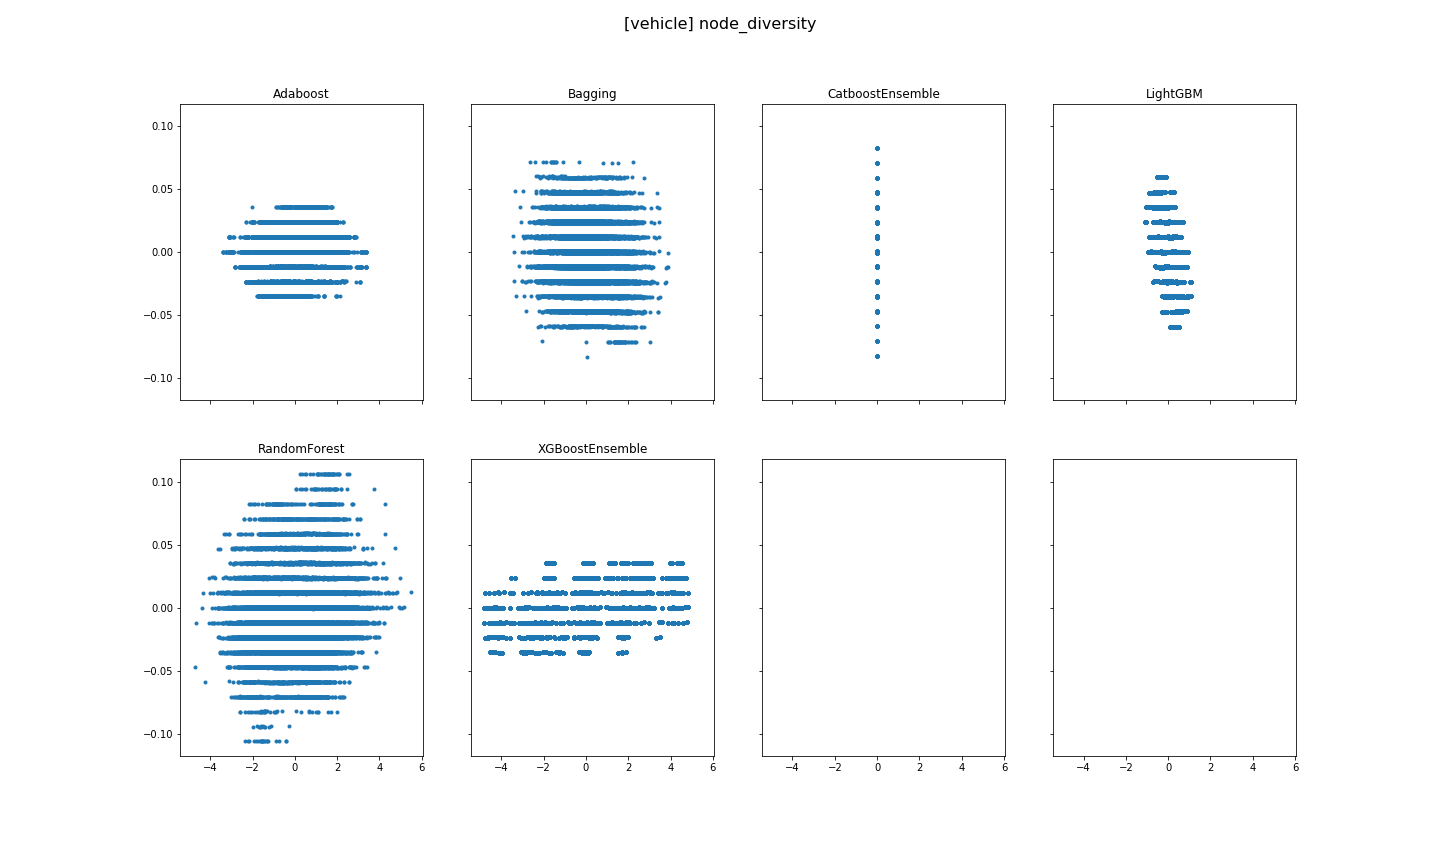 [vehicle] node_diversity
Adaboost
Bagging
CatboostEnsemble
LightGBM
0.10
0.05
0.00
−0.05
−0.10
RandomForest
XGBoostEnsemble
0.10
0.05
0.00
−0.05
−0.10
−4 −2 0 2 4 6
−4 −2 0 2 4 6
−4 −2 0 2 4 6
−4 −2 0 2 4 6